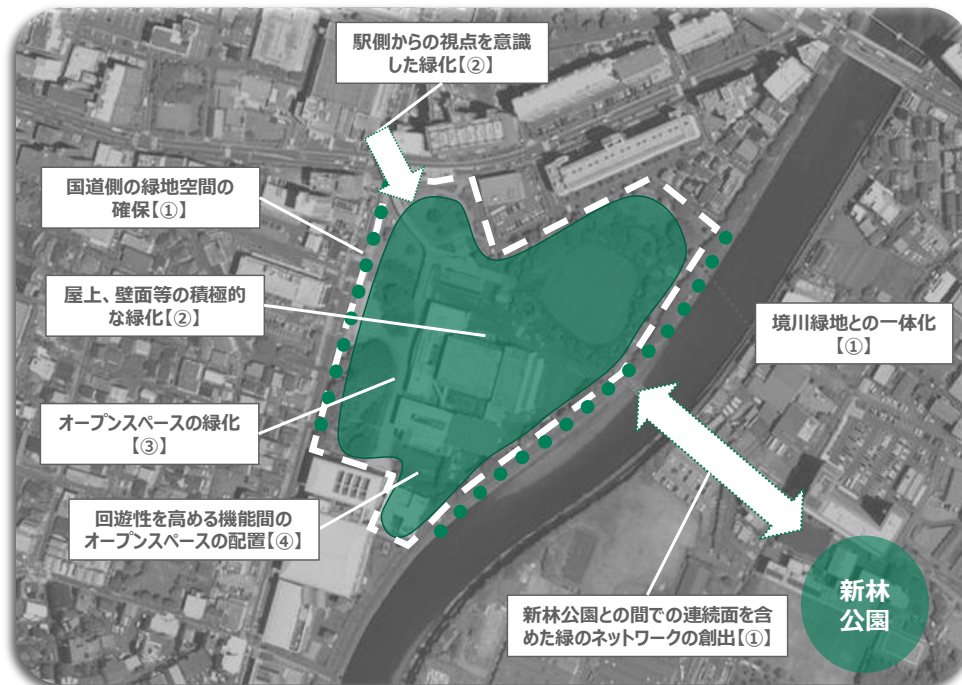 駅側からの視点を意識
した緑化【②】
国道側の緑地空間の
確保【①】
屋上、壁面等の積極的
な緑化【②】
境川緑地との一体化
【①】
オープンスペースの緑化
【③】
回遊性を高める機能間の
オープンスペースの配置【④】
新林公園との間での連続面を含
めた緑のネットワークの創出【①】
新林
公園